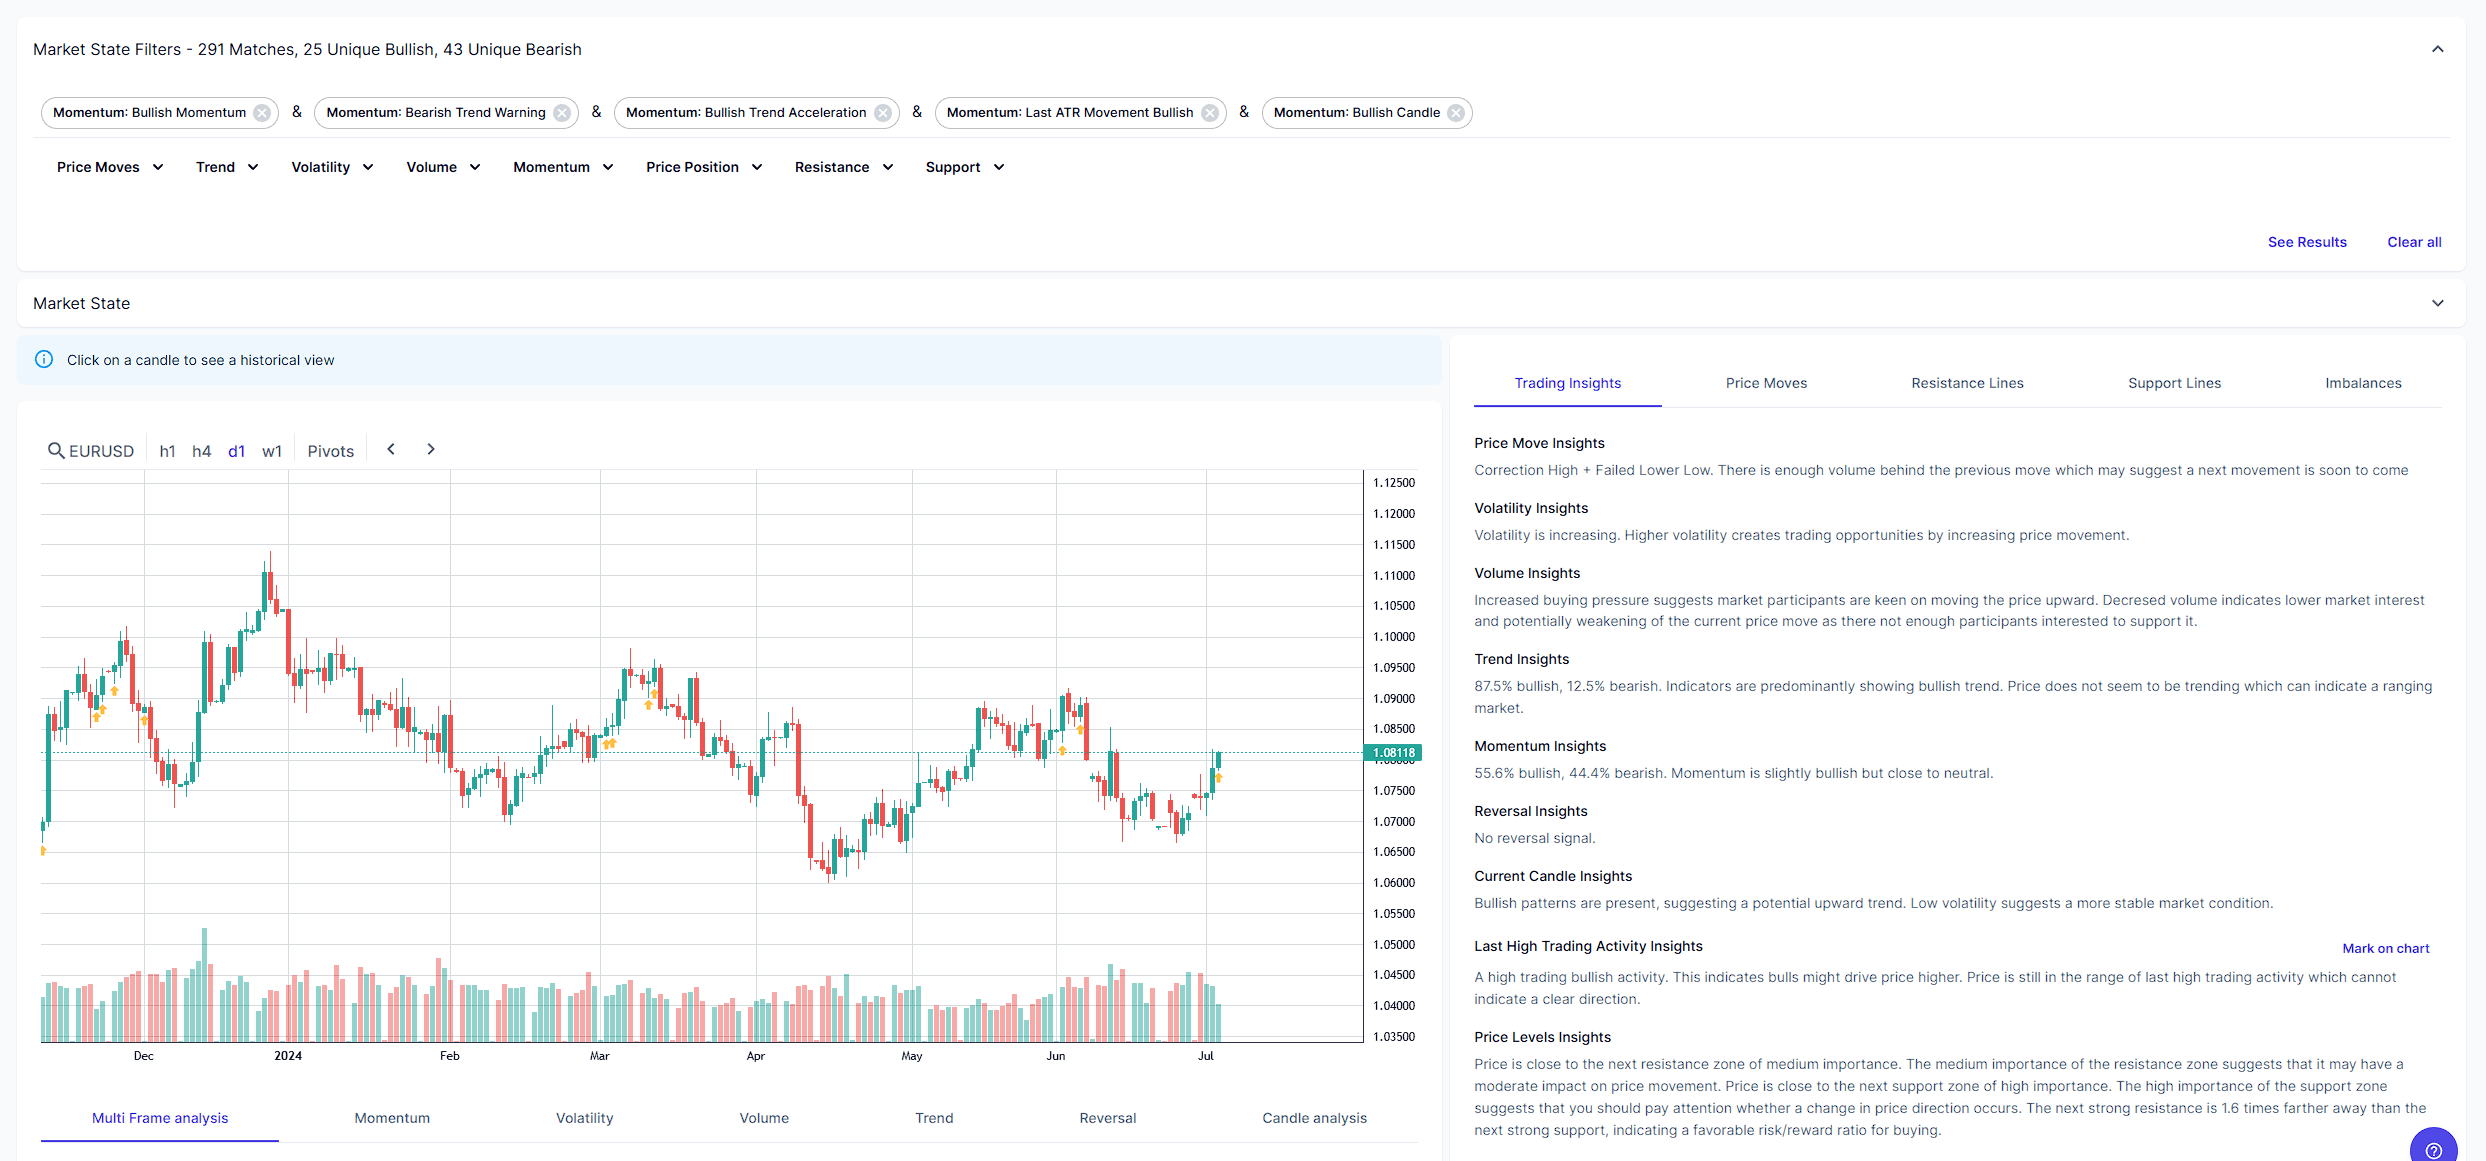 Market State Filters - 291 Matches, 25 Unique Bullish, 43 Unique Bearish
Momentum: Bullish Momentum & Momentum: Bearish Trend Warning & Momentum: Bullish Trend Acceleration & Momentum: Last ATR Movement Bullish & Momentum: Bullish Candle
Price Moves Trend Volatility Volume Momentum Price Position Resistance Support
See Results Clear all
Market State
Click on a candle to see a historical view
EURUSD h1 h4 d1 w1 Pivots
1.12500
1.12000
1.11500
1.11000
1.10500
1.10000
1.09500
1.09000
1.08500
1.08118
1.08000
1.07500
1.07000
1.06500
1.06000
1.05500
1.05000
1.04500
1.04000
1.03500
Dec 2024 Feb Mar Apr May Jun Jul
Multi Frame analysis Momentum Volatility Volume Trend Reversal Candle analysis
Trading Insights Price Moves Resistance Lines Support Lines Imbalances
Price Move Insights
Correction High + Failed Lower Low. There is enough volume behind the previous move which may suggest a next movement is soon to come
Volatility Insights
Volatility is increasing. Higher volatility creates trading opportunities by increasing price movement.
Volume Insights
Increased buying pressure suggests market participants are keen on moving the price upward. Decresed volume indicates lower market interest
and potentially weakening of the current price move as there not enough participants interested to support it.
Trend Insights
87.5% bullish, 12.5% bearish. Indicators are predominantly showing bullish trend. Price does not seem to be trending which can indicate a ranging
market.
Momentum Insights
55.6% bullish, 44.4% bearish. Momentum is slightly bullish but close to neutral.
Reversal Insights
No reversal signal.
Current Candle Insights
Bullish patterns are present, suggesting a potential upward trend. Low volatility suggests a more stable market condition.
Last High Trading Activity Insights Mark on chart
A high trading bullish activity. This indicates bulls might drive price higher. Price is still in the range of last high trading activity which cannot
indicate a clear direction.
Price Levels Insights
Price is close to the next resistance zone of medium importance. The medium importance of the resistance zone suggests that it may have a
moderate impact on price movement. Price is close to the next support zone of high importance. The high importance of the support zone
suggests that you should pay attention whether a change in price direction occurs. The next strong resistance is 1.6 times farther away than the
next strong support, indicating a favorable risk/reward ratio for buying.